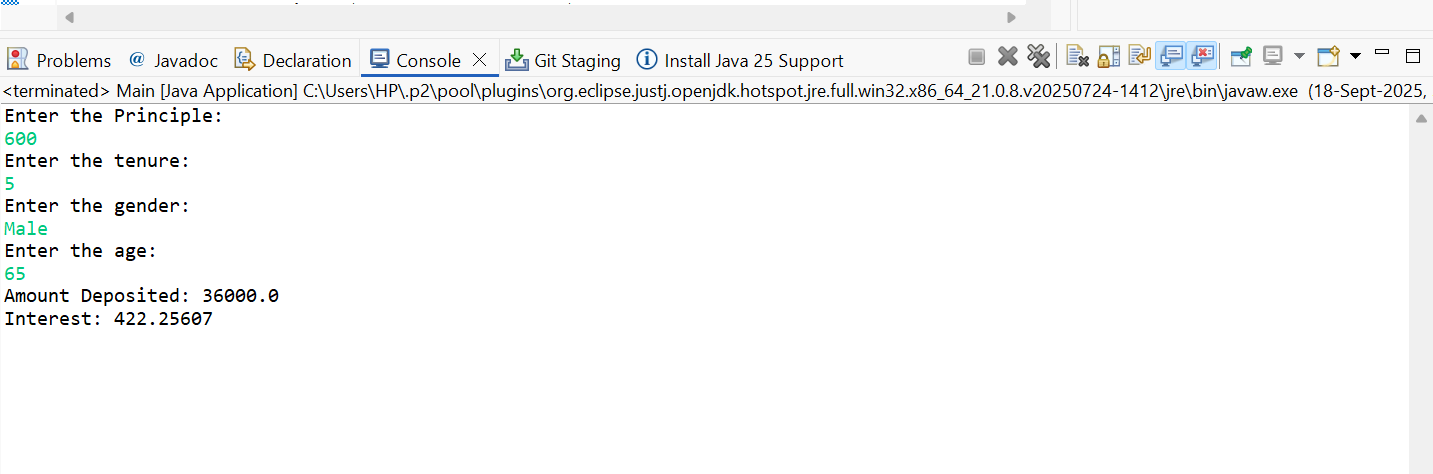 Problems @ Javadoc Declaration Console Git Staging Install Java 25 Support
<terminated> Main [Java Application] C:\Users\HP\.p2\pool\plugins\org.eclipse.justj.openjdk.hotspot.jre.full.win32.x86_64_21.0.8.v20250724-1412\jre\bin\javaw.exe (18-Sept-2025,
Enter the Principle:
600
Enter the tenure:
5
Enter the gender:
Male
Enter the age:
65
Amount Deposited: 36000.0
Interest: 422.25607